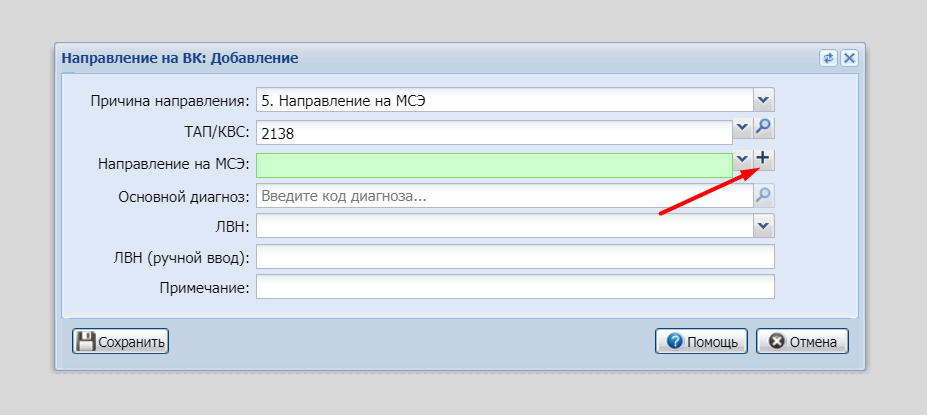 Направление на ВК: Добавление
Причина направления: 5. Направление на МСЭ
ТАП/КВС: 2138
Направление на МСЭ:
Основной диагноз: Введите код диагноза...
ЛВН:
ЛВН (ручной ввод):
Примечание:
Сохранить Помощь Отмена